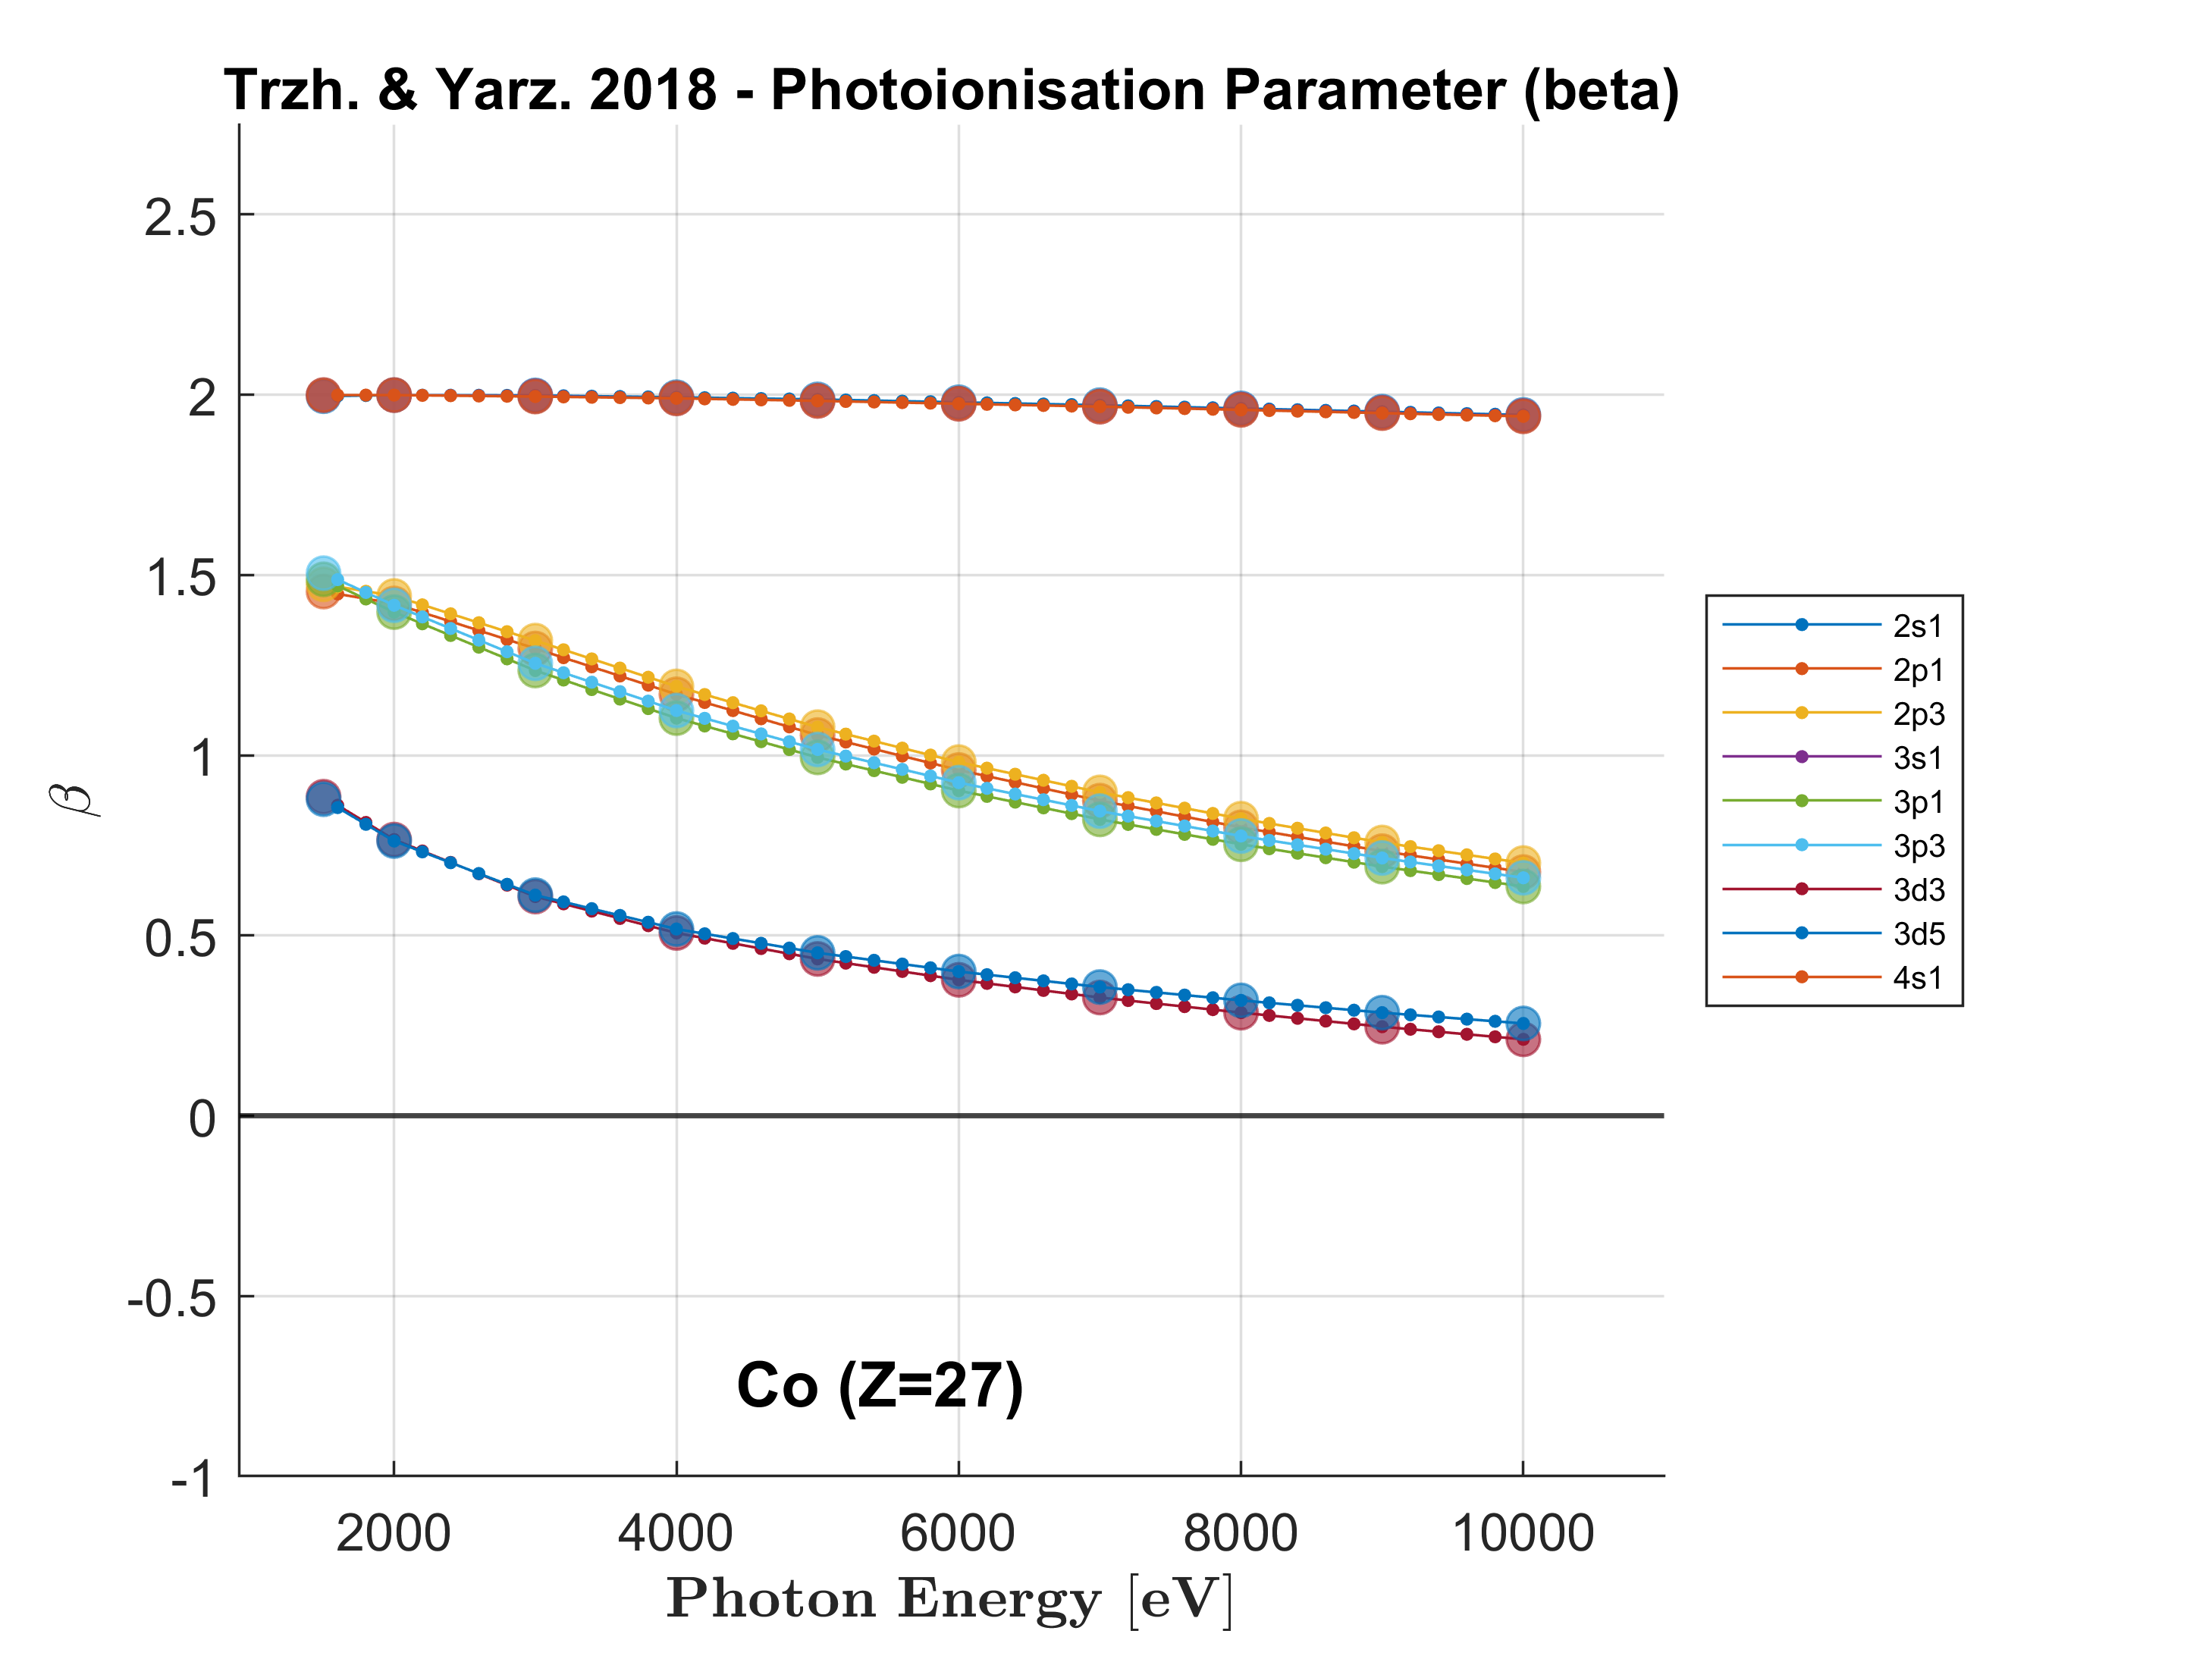 Trzh. & Yarz. 2018 - Photoionisation Parameter (beta)
2.5
2
1.5
1
0.5
0
-0.5
-1
β
2s1
2p1
2p3
3s1
3p1
3p3
3d3
3d5
4s1
Co (Z=27)
2000 4000 6000 8000 10000
Photon Energy [eV]